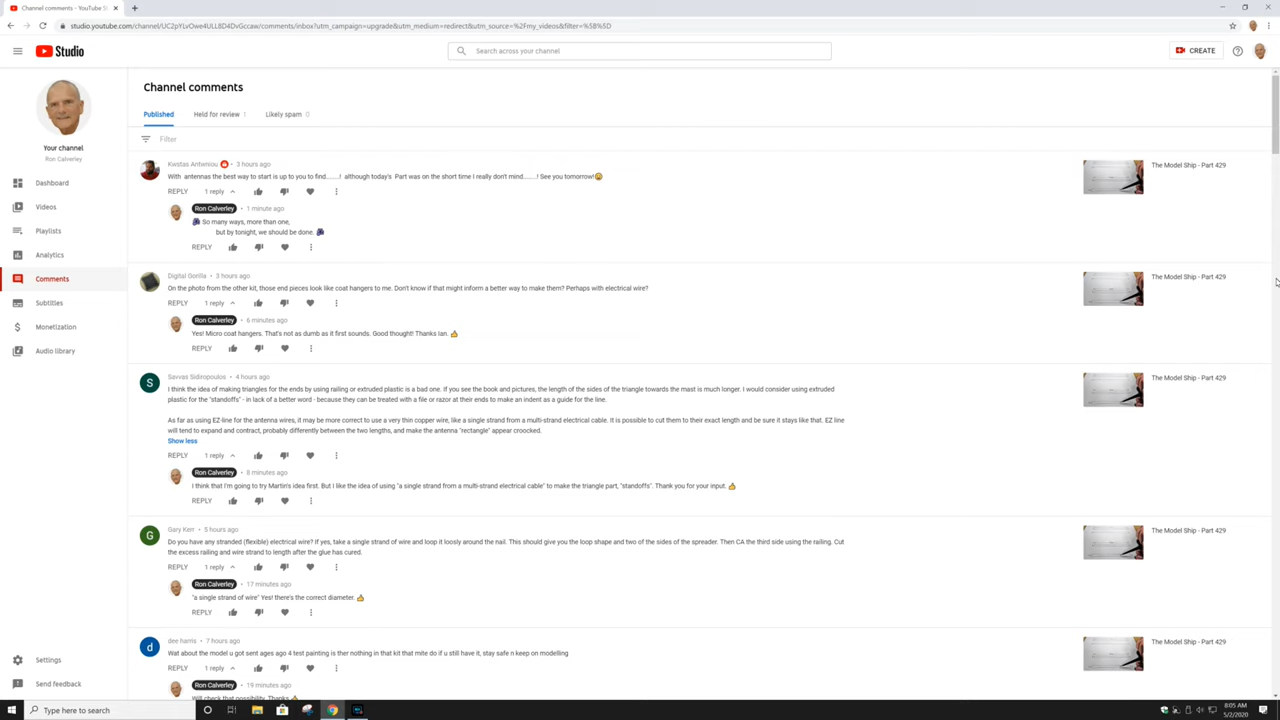 Channel comments - YouTube S
studio.youtube.com/channel/UC2pYLvOwe4ULL8D4DvGccaw/comments/inbox?utm_campaign=upgrade&utm_medium=redirect&utm_source=%2Fmy_videos&filter=%5B%5D
Studio
Search across your channel
CREATE
Your channel
Ron Calverley
Dashboard
Videos
Playlists
Analytics
Comments
Subtitles
Monetization
Audio library
Settings
Send feedback
Channel comments
Published
Held for review 1
Likely spam 0
Filter
Kwstas Antwniou • 3 hours ago
With antennas the best way to start is up to you to find........! although today's Part was on the short time I really don't mind.......! See you tomorrow!😩
REPLY 1 reply
Ron Calverley • 1 minute ago
So many ways, more than one,
but by tonight, we should be done.
REPLY
The Model Ship - Part 429
Digital Gorilla • 3 hours ago
On the photo from the other kit, those end pieces look like coat hangers to me. Don't know if that might inform a better way to make them? Perhaps with electrical wire?
REPLY 1 reply
Ron Calverley • 6 minutes ago
Yes! Micro coat hangers. That's not as dumb as it first sounds. Good thought! Thanks Ian. 👍
REPLY
The Model Ship - Part 429
S
Savvas Sidiropoulos • 4 hours ago
I think the idea of making triangles for the ends by using railing or extruded plastic is a bad one. If you see the book and pictures, the length of the sides of the triangle towards the mast is much longer. I would consider using extruded
plastic for the "standoffs" - in lack of a better word - because they can be treated with a file or razor at their ends to make an indent as a guide for the line.
As far as using EZ-line for the antenna wires, it may be more correct to use a very thin copper wire, like a single strand from a multi-strand electrical cable. It is possible to cut them to their exact length and be sure it stays like that. EZ line
will tend to expand and contract, probably differently between the two lengths, and make the antenna "rectangle" appear croocked.
Show less
REPLY 1 reply
Ron Calverley • 8 minutes ago
I think that I'm going to try Martin's idea first. But I like the idea of using "a single strand from a multi-strand electrical cable" to make the triangle part, "standoffs". Thank you for your input. 👍
REPLY
The Model Ship - Part 429
G
Gary Kerr • 5 hours ago
Do you have any stranded (flexible) electrical wire? If yes, take a single strand of wire and loop it loosly around the nail. This should give you the loop shape and two of the sides of the spreader. Then CA the third side using the railing. Cut
the excess railing and wire strand to length after the glue has cured.
REPLY 1 reply
Ron Calverley • 17 minutes ago
"a single strand of wire" Yes! there's the correct diameter. 👍
REPLY
The Model Ship - Part 429
d
dee harris • 7 hours ago
Wat about the model u got sent ages ago 4 test painting is ther nothing in that kit that mite do if u still have it, stay safe n keep on modelling
REPLY 1 reply
Ron Calverley • 19 minutes ago
Will check that possibility. Thanks 👍
The Model Ship - Part 429
Type here to search
8:05 AM
5/2/2020